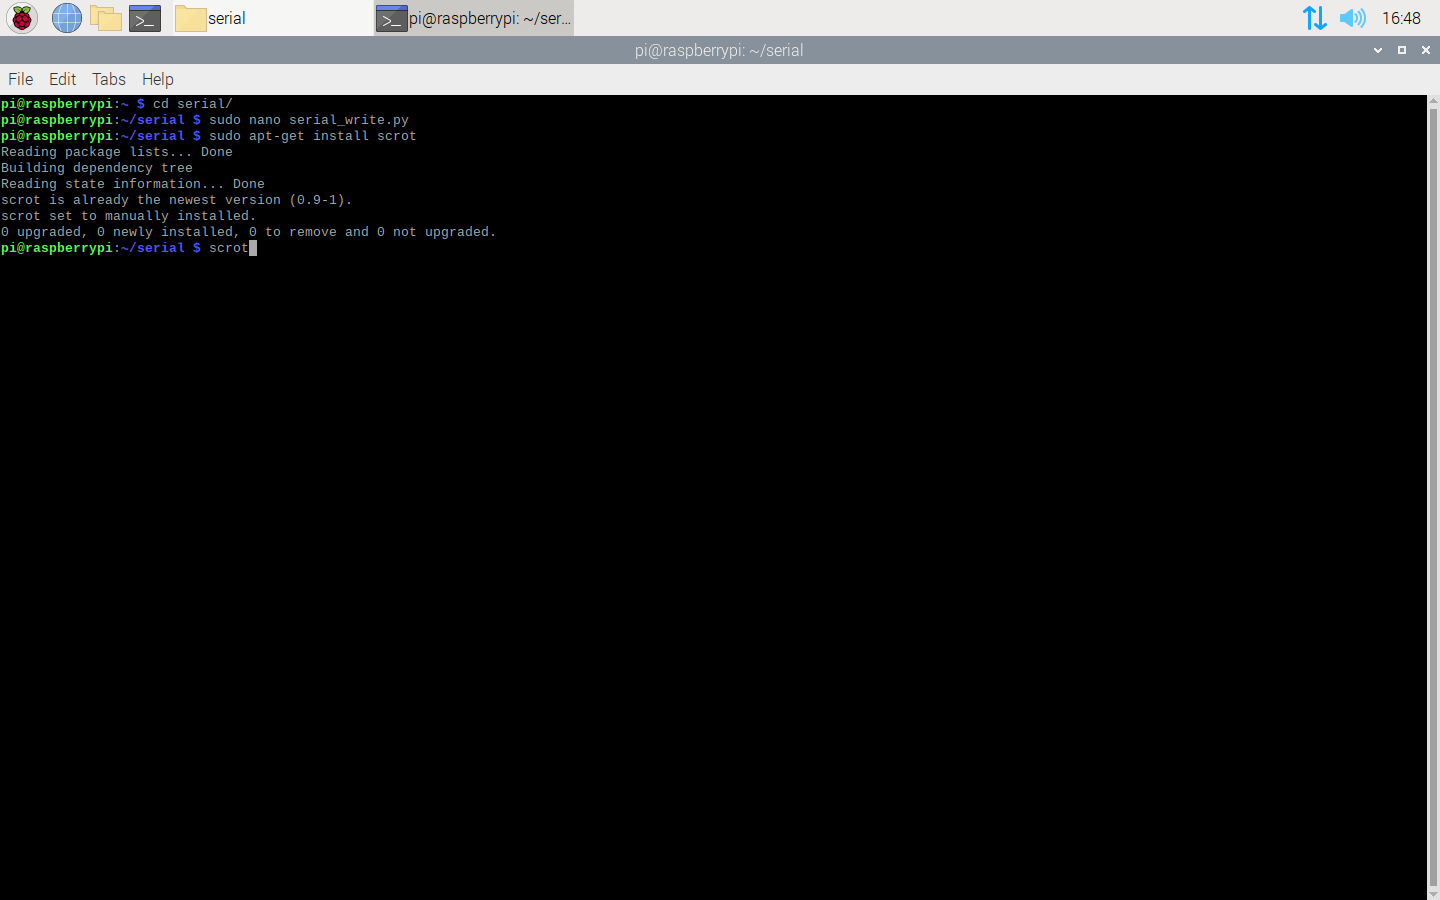 serial
pi@raspberrypi: ~/ser...
16:48
pi@raspberrypi: ~/serial
File Edit Tabs Help
pi@raspberrypi:~ $ cd serial/
pi@raspberrypi:~/serial $ sudo nano serial_write.py
pi@raspberrypi:~/serial $ sudo apt-get install scrot
Reading package lists... Done
Building dependency tree
Reading state information... Done
scrot is already the newest version (0.9-1).
scrot set to manually installed.
0 upgraded, 0 newly installed, 0 to remove and 0 not upgraded.
pi@raspberrypi:~/serial $ scrot